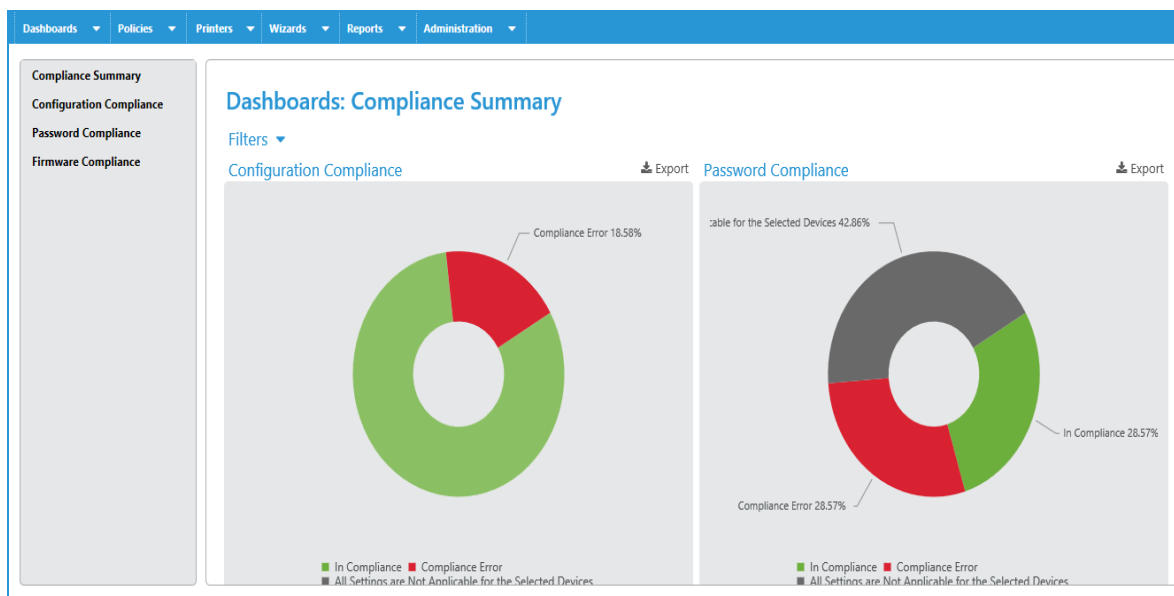 Dashboards Policies Printers Wizards Reports Administration
Compliance Summary
Configuration Compliance
Password Compliance
Firmware Compliance
Dashboards: Compliance Summary
Filters
Configuration Compliance
Export
Compliance Error 18.58%
In Compliance Compliance Error
All Settings are Not Applicable for the Selected Devices
Password Compliance
Export
cable for the Selected Devices 42.86%
In Compliance 28.57%
Compliance Error 28.57%
In Compliance Compliance Error
All Settings are Not Applicable for the Selected Devices